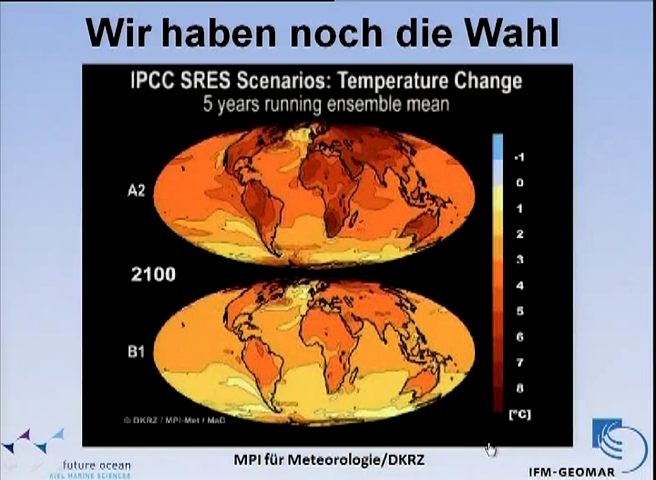 Wir haben noch die Wahl
IPCC SRES Scenarios: Temperature Change
5 years running ensemble mean
A2
-1
0
1
2
3
4
5
6
7
8
[°C]
2100
B1
© DKRZ / MPI-Met / M&D
MPI für Meteorologie/DKRZ
future ocean
KIEL MARINE SCIENCES
IFM-GEOMAR